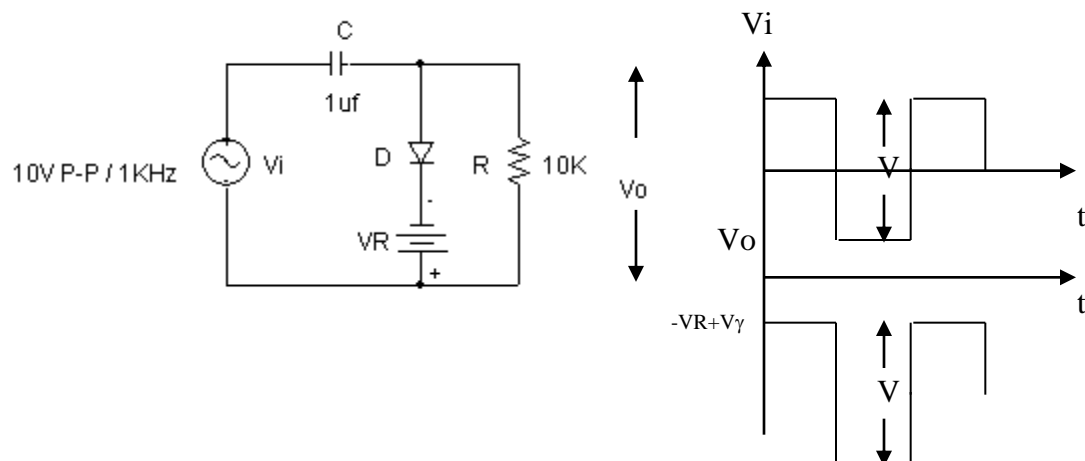 C
1uf
10V P-P / 1KHz
Vi
D
-
VR
+
R
10K
Vo
Vi
V
t
Vo
t
-VR+Vγ
V